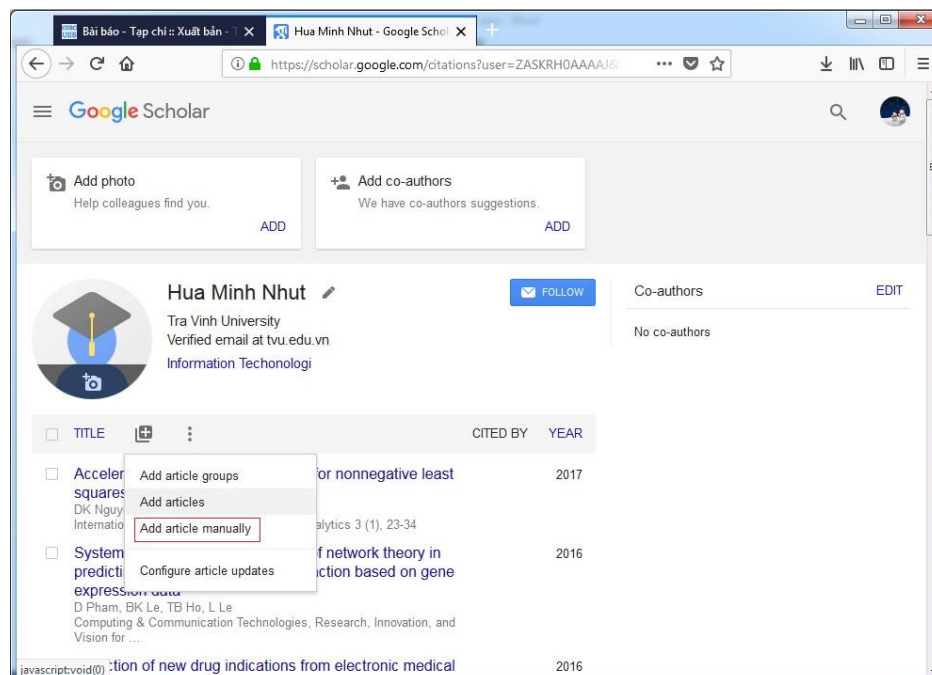 Bài báo - Tạp chí :: Xuất bản - T
Hua Minh Nhut - Google Schol
https://scholar.google.com/citations?user=ZASKRH0AAAAJ&
Google Scholar
Add photo
Help colleagues find you.
ADD
Add co-authors
We have co-authors suggestions.
ADD
Hua Minh Nhut
FOLLOW
Tra Vinh University
Verified email at tvu.edu.vn
Information Techonologi
Co-authors
EDIT
No co-authors
TITLE
CITED BY
YEAR
Add article groups
Add articles
Add article manually
Configure article updates
Acceler for nonnegative least
2017
squares
DK Nguy
Internatio alytics 3 (1), 23-34
System f network theory in
2016
predicti nction based on gene
expression data
D Pham, BK Le, TB Ho, L Le
Computing & Communication Technologies, Research, Innovation, and
Vision for ...
ction of new drug indications from electronic medical
2016
javascript:void(0)